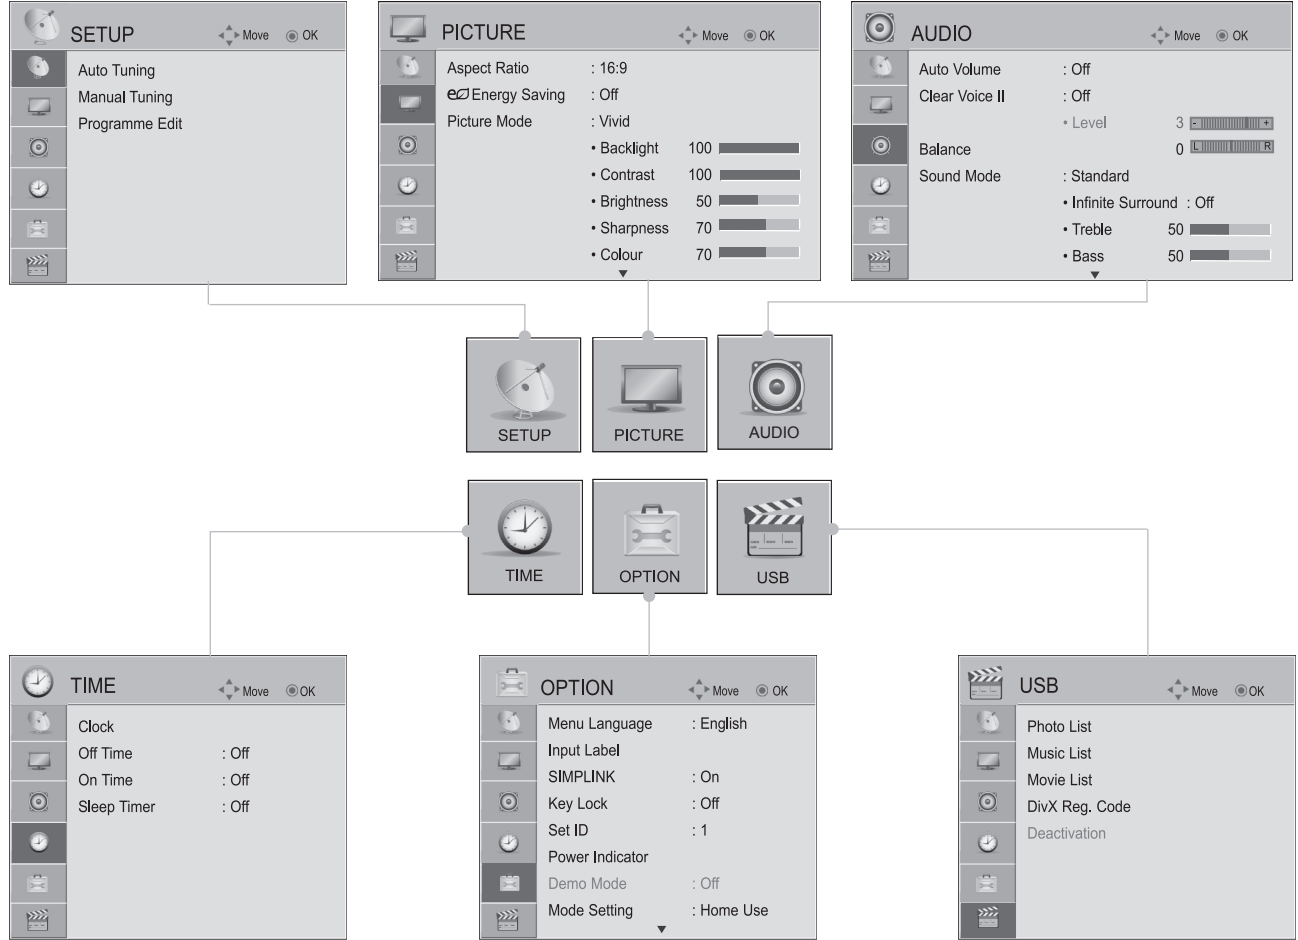 SETUP Move OK
Auto Tuning
Manual Tuning
Programme Edit
PICTURE Move OK
Aspect Ratio : 16:9
e Energy Saving : Off
Picture Mode : Vivid
• Backlight 100
• Contrast 100
• Brightness 50
• Sharpness 70
• Colour 70
AUDIO Move OK
Auto Volume : Off
Clear Voice II : Off
• Level 3 - +
Balance 0 L R
Sound Mode : Standard
• Infinite Surround : Off
• Treble 50
• Bass 50
SETUP
PICTURE
AUDIO
TIME
OPTION
USB
TIME Move OK
Clock
Off Time : Off
On Time : Off
Sleep Timer : Off
OPTION Move OK
Menu Language : English
Input Label
SIMPLINK : On
Key Lock : Off
Set ID : 1
Power Indicator
Demo Mode : Off
Mode Setting : Home Use
USB Move OK
Photo List
Music List
Movie List
DivX Reg. Code
Deactivation